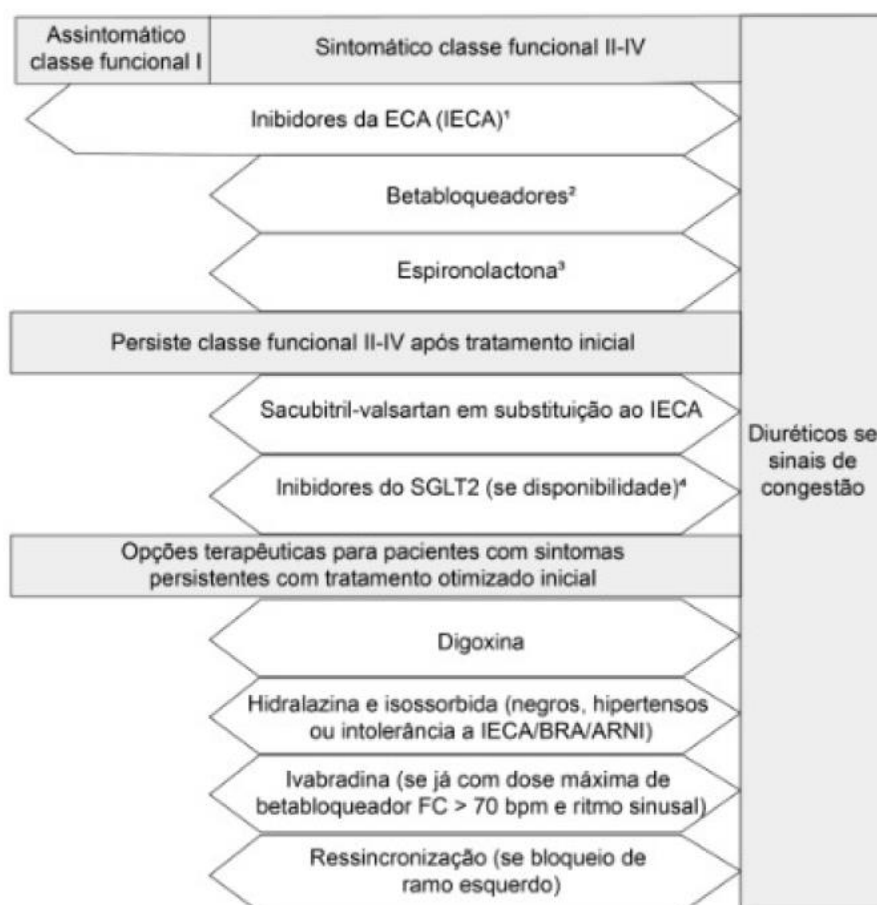 Assintomático
classe funcional I
Sintomático classe funcional II-IV
Inibidores da ECA (IECA)¹
Betabloqueadores²
Espironolactona³
Persiste classe funcional II-IV após tratamento inicial
Sacubitril-valsartan em substituição ao IECA
Inibidores do SGLT2 (se disponibilidade)⁴
Opções terapêuticas para pacientes com sintomas
persistentes com tratamento otimizado inicial
Digoxina
Hidralazina e isossorbida (negros, hipertensos
ou intolerância a IECA/BRA/ARNI)
Ivabradina (se já com dose máxima de
betabloqueador FC > 70 bpm e ritmo sinusal)
Ressincronização (se bloqueio de
ramo esquerdo)
Diuréticos se
sinais de
congestão